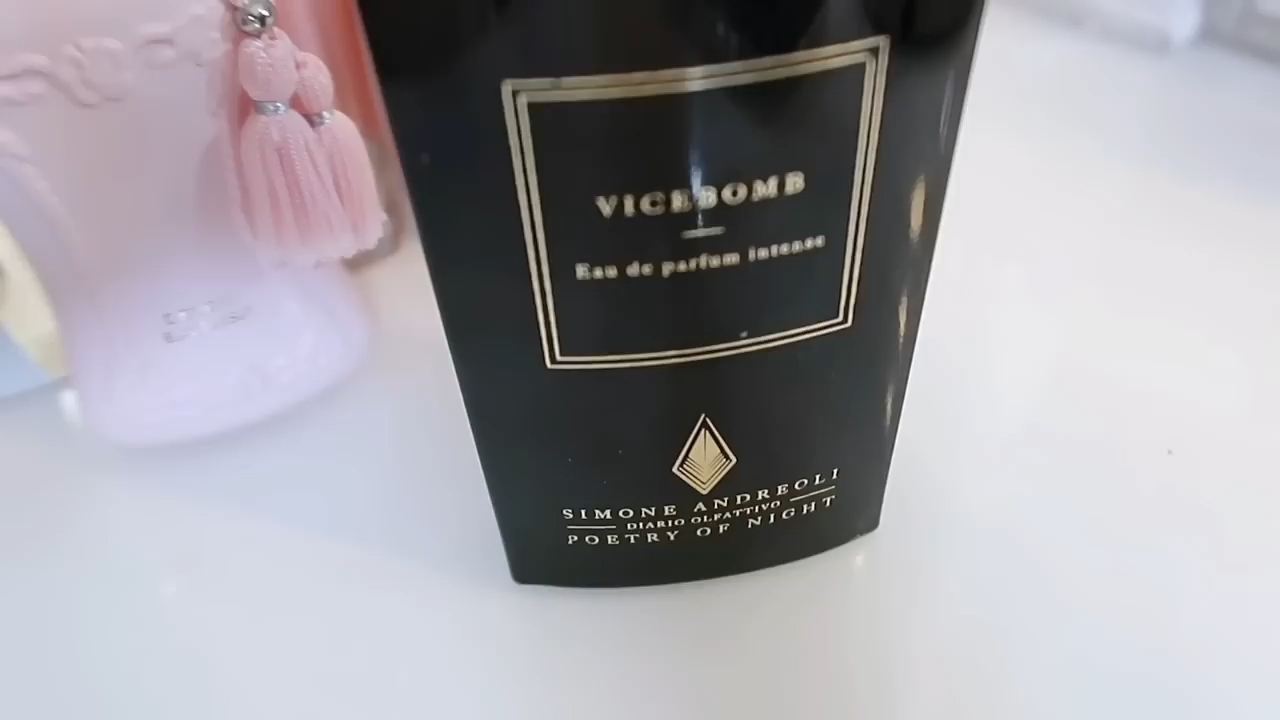 VICEBOMB
Eau de parfum intense
SIMONE ANDREOLI
DIARIO OLFATTIVO
POETRY OF NIGHT